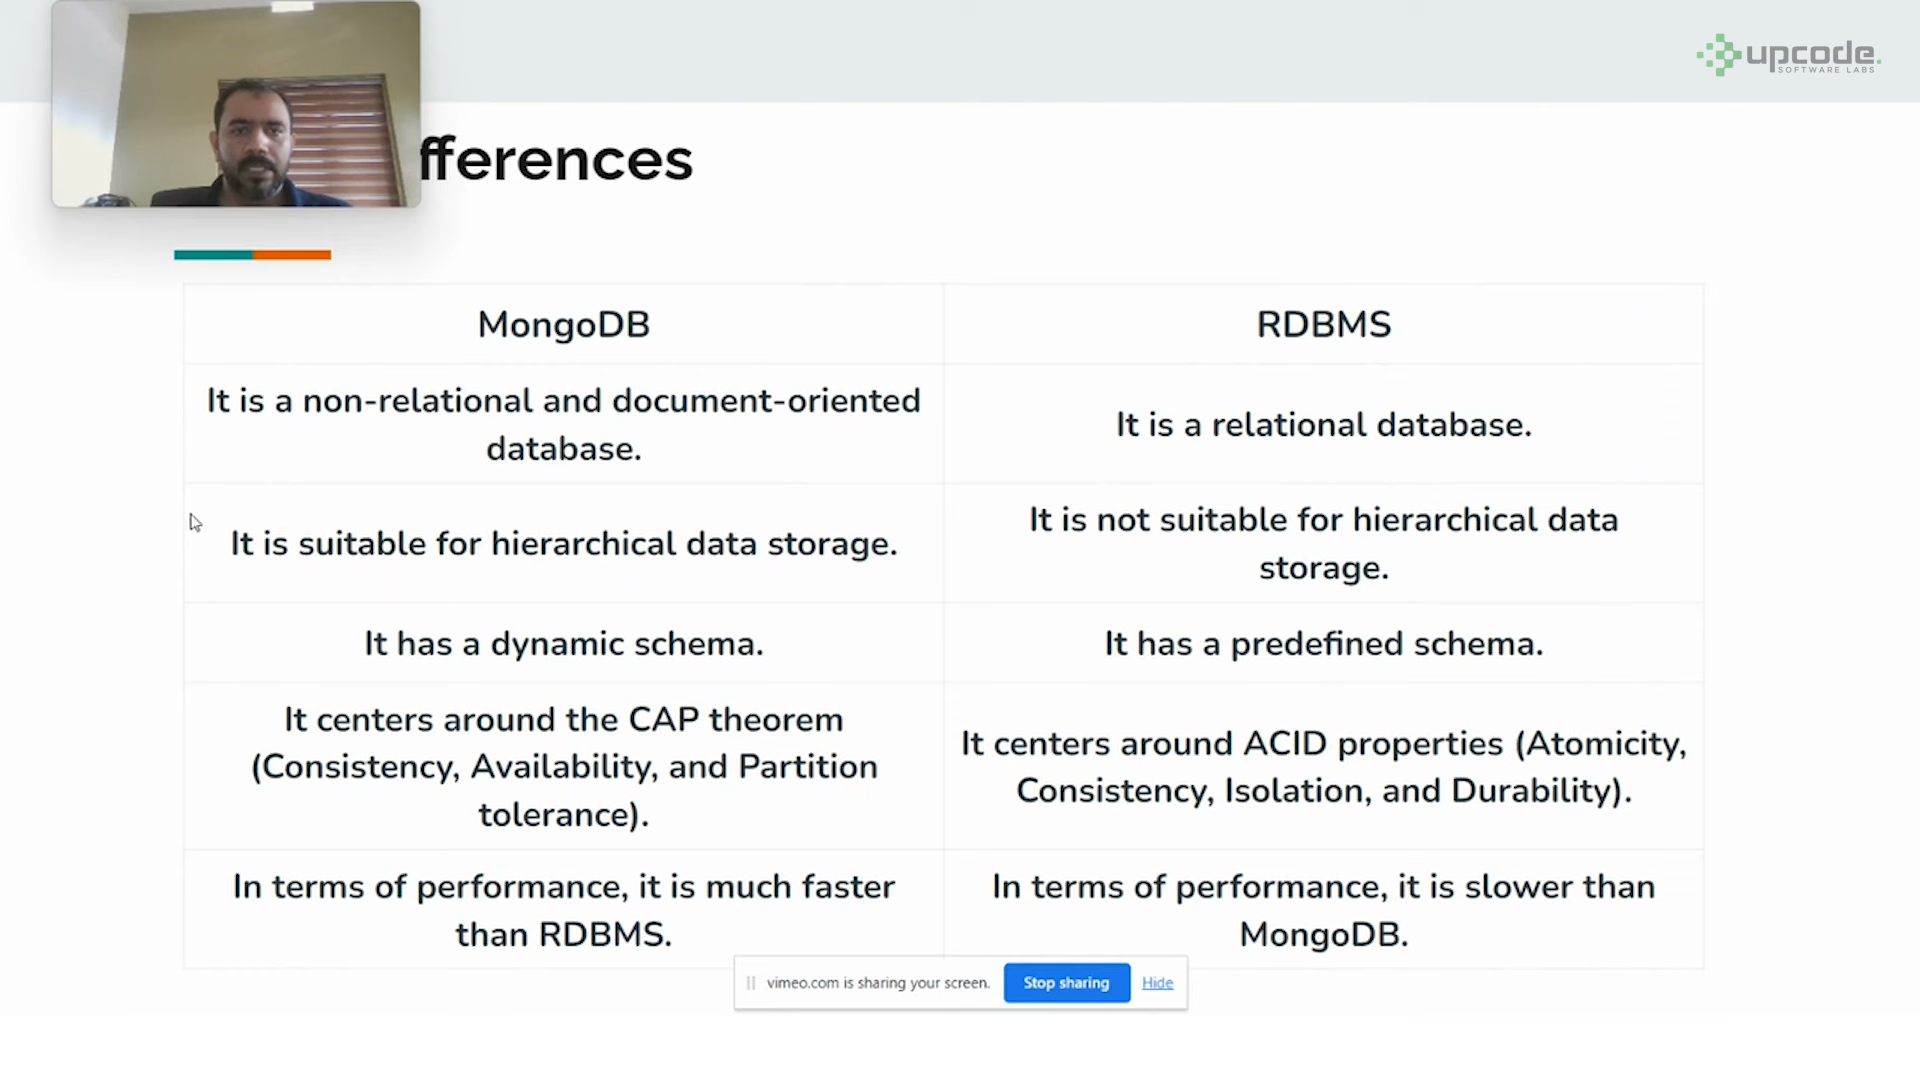 upcode.
SOFTWARE LABS
fferences
MongoDB
RDBMS
It is a non-relational and document-oriented
database.
It is a relational database.
It is suitable for hierarchical data storage.
It is not suitable for hierarchical data
storage.
It has a dynamic schema.
It has a predefined schema.
It centers around the CAP theorem
(Consistency, Availability, and Partition
tolerance).
It centers around ACID properties (Atomicity,
Consistency, Isolation, and Durability).
In terms of performance, it is much faster
than RDBMS.
In terms of performance, it is slower than
MongoDB.
vimeo.com is sharing your screen.
Stop sharing
Hide